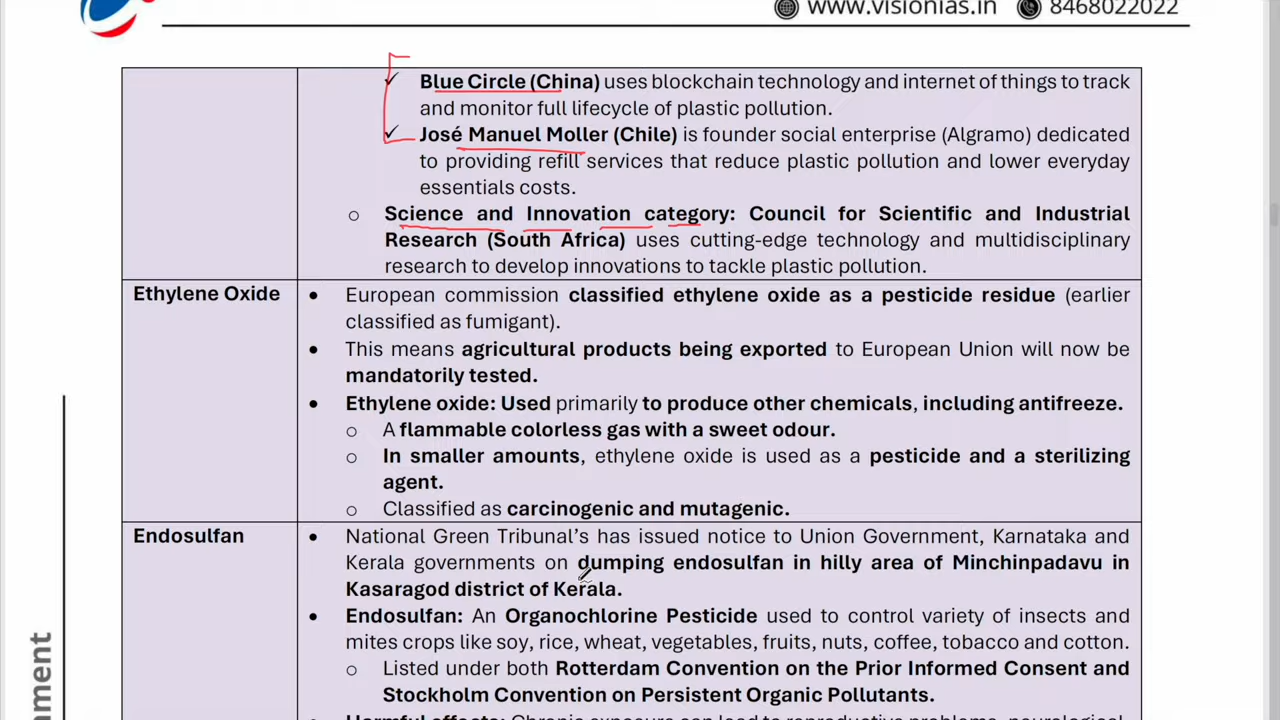 www.visionias.in 8468022022
✓ Blue Circle (China) uses blockchain technology and internet of things to track
and monitor full lifecycle of plastic pollution.
✓ José Manuel Moller (Chile) is founder social enterprise (Algramo) dedicated
to providing refill services that reduce plastic pollution and lower everyday
essentials costs.
o Science and Innovation category: Council for Scientific and Industrial
Research (South Africa) uses cutting-edge technology and multidisciplinary
research to develop innovations to tackle plastic pollution.
Ethylene Oxide
• European commission classified ethylene oxide as a pesticide residue (earlier
classified as fumigant).
• This means agricultural products being exported to European Union will now be
mandatorily tested.
• Ethylene oxide: Used primarily to produce other chemicals, including antifreeze.
o A flammable colorless gas with a sweet odour.
o In smaller amounts, ethylene oxide is used as a pesticide and a sterilizing
agent.
o Classified as carcinogenic and mutagenic.
Endosulfan
• National Green Tribunal's has issued notice to Union Government, Karnataka and
Kerala governments on dumping endosulfan in hilly area of Minchinpadavu in
Kasaragod district of Kerala.
• Endosulfan: An Organochlorine Pesticide used to control variety of insects and
mites crops like soy, rice, wheat, vegetables, fruits, nuts, coffee, tobacco and cotton.
o Listed under both Rotterdam Convention on the Prior Informed Consent and
Stockholm Convention on Persistent Organic Pollutants.
• Harmful effects: Chronic exposure can lead to reproductive problems, neurological